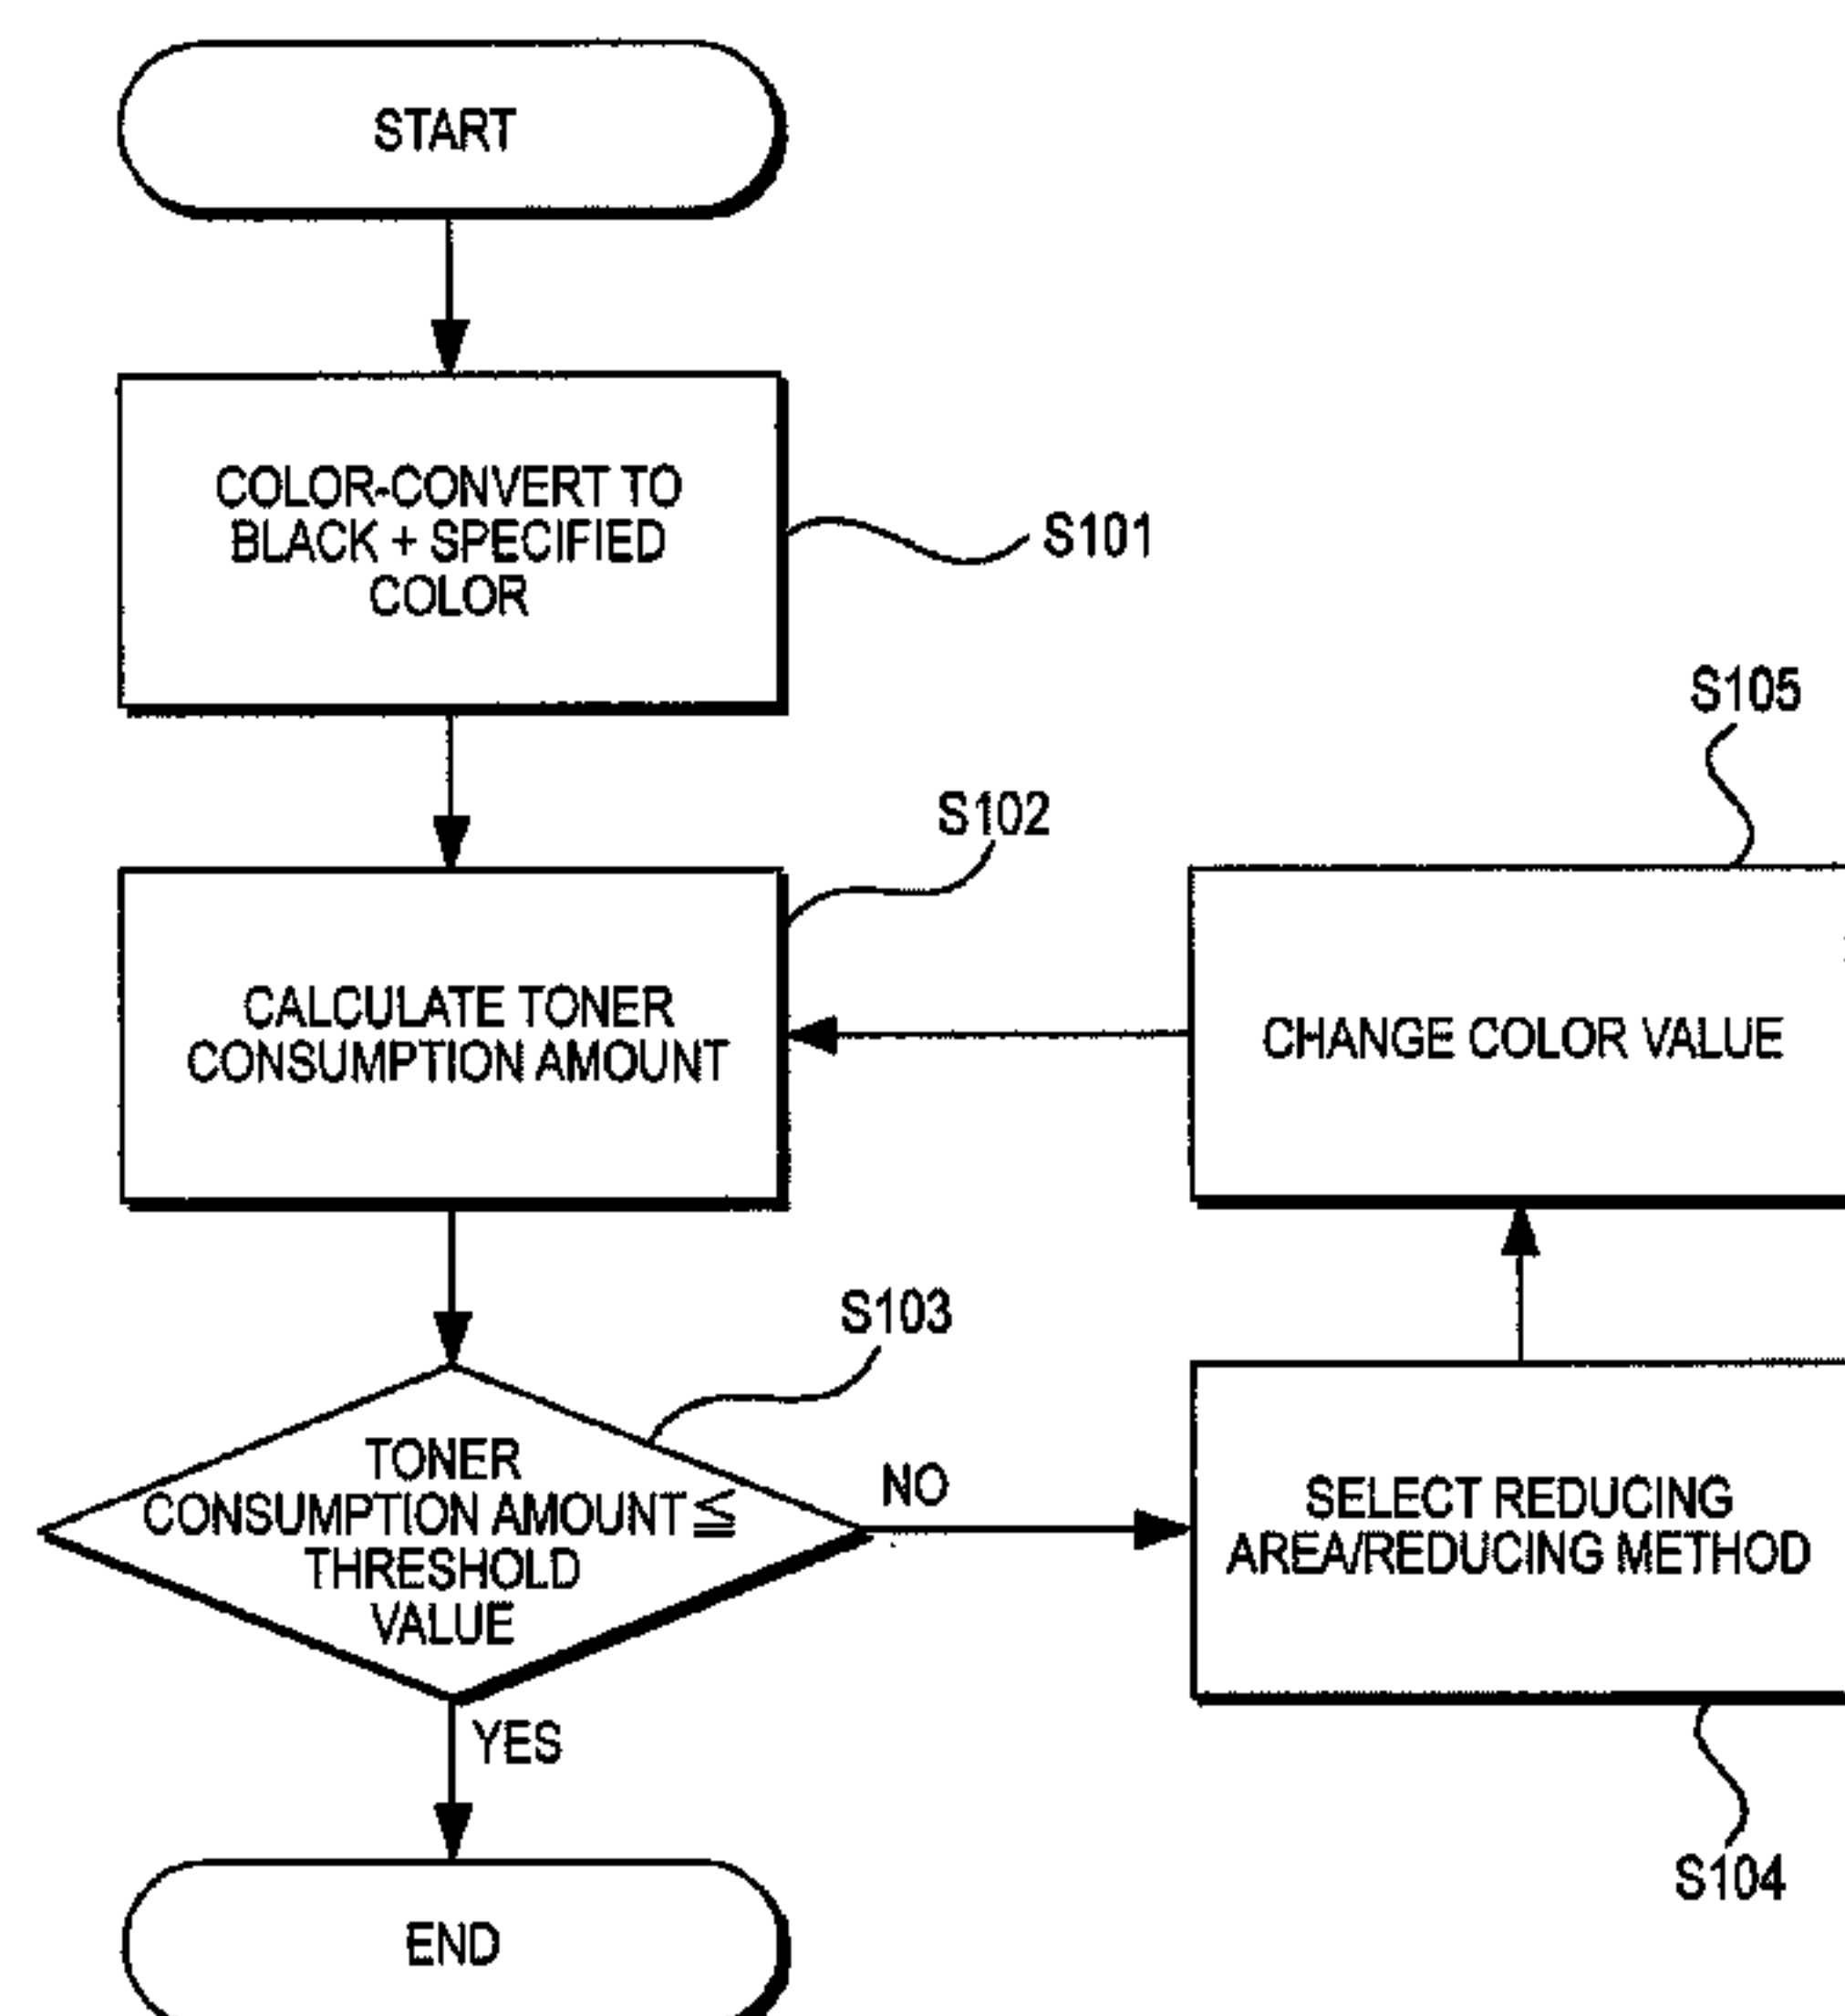 START
COLOR-CONVERT TO
BLACK + SPECIFIED
COLOR
S101
S102
CALCULATE TONER
CONSUMPTION AMOUNT
S103
TONER
CONSUMPTION AMOUNT ≦
THRESHOLD
VALUE
NO
YES
END
S105
CHANGE COLOR VALUE
SELECT REDUCING
AREA/REDUCING METHOD
S104